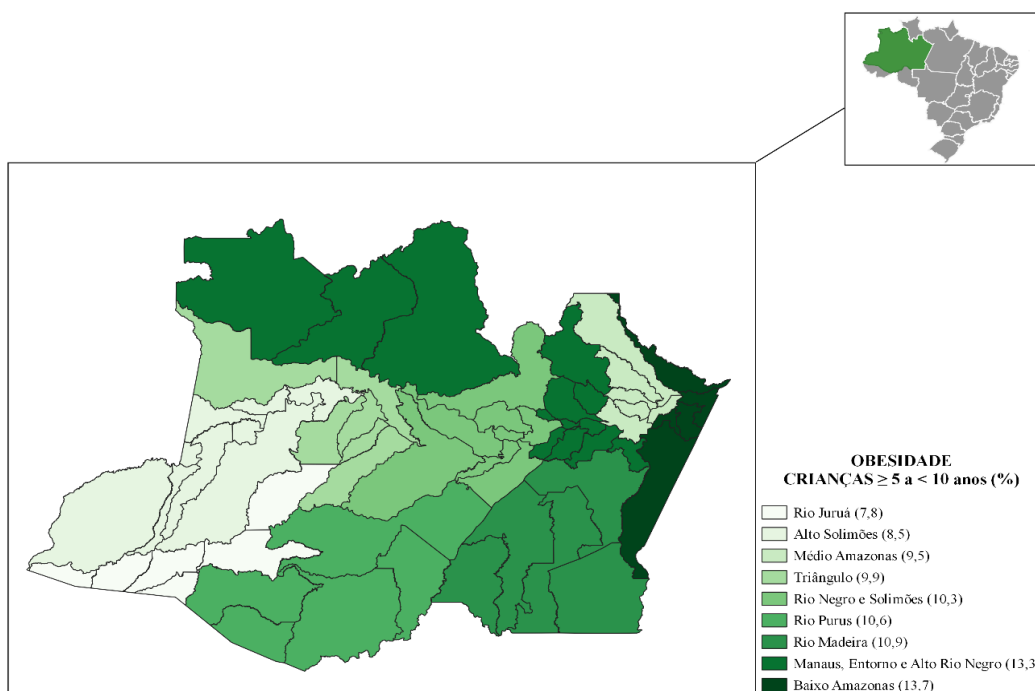 OBESIDADE
CRIANÇAS ≥ 5 a < 10 anos (%)
Rio Juruá (7,8)
Alto Solimões (8,5)
Médio Amazonas (9,5)
Triângulo (9,9)
Rio Negro e Solimões (10,3)
Rio Purus (10,6)
Rio Madeira (10,9)
Manaus, Entorno e Alto Rio Negro (13,3
Baixo Amazonas (13,7)